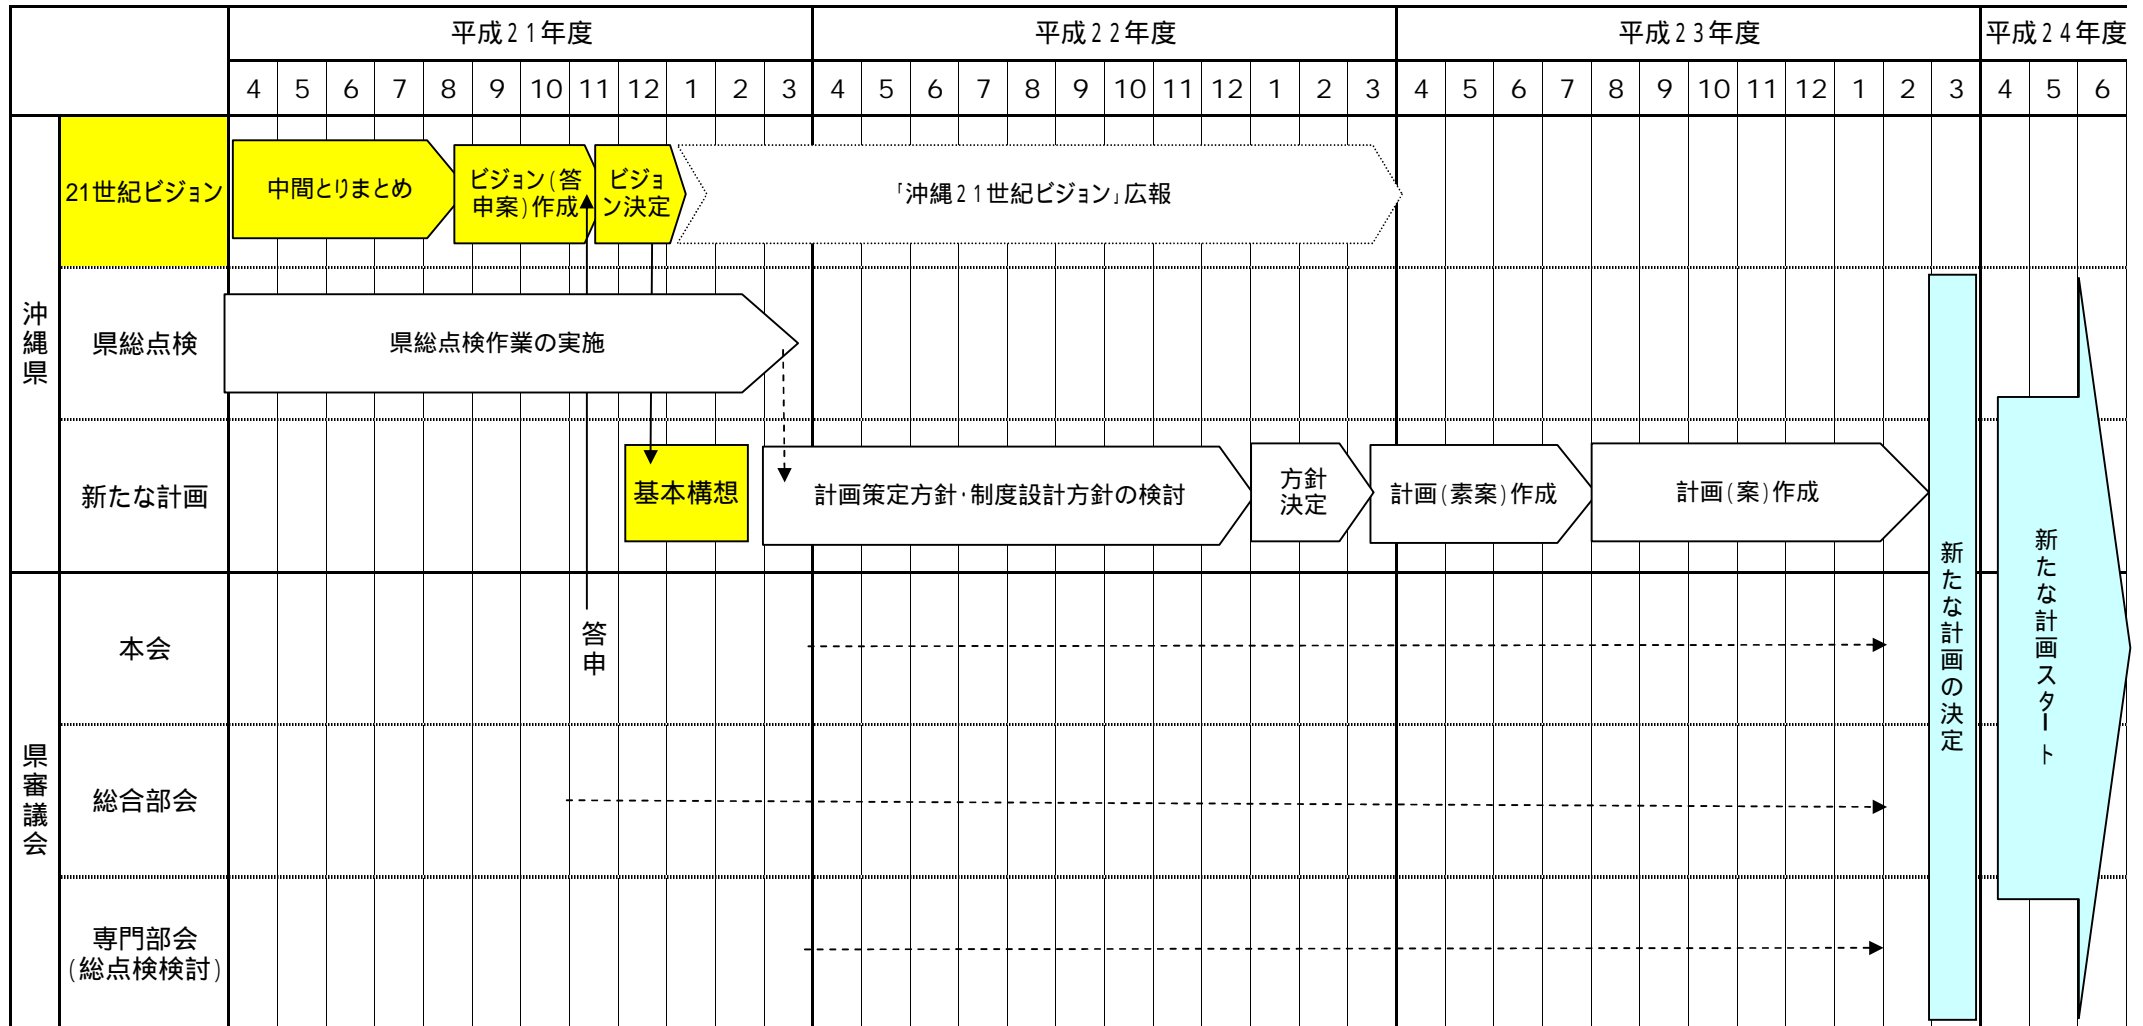 平成２１年度
平成２２年度
平成２３年度
平成２４年度
4 5 6 7 8 9 10 11 12 1 2 3 4 5 6 7 8 9 10 11 12 1 2 3 4 5 6 7 8 9 10 11 12 1 2 3 4 5 6
沖縄県
21世紀ビジョン
中間とりまとめ
ビジョン(答
申案)作成
ビジョ
ン決定
「沖縄２１世紀ビジョン」広報
県総点検
県総点検作業の実施
新たな計画
基本構想
計画策定方針・制度設計方針の検討
方針
決定
計画(素案)作成
計画(案)作成
新たな計画の決定
新たな計画スタート
県審議会
本会
答申
総合部会
専門部会
(総点検検討)